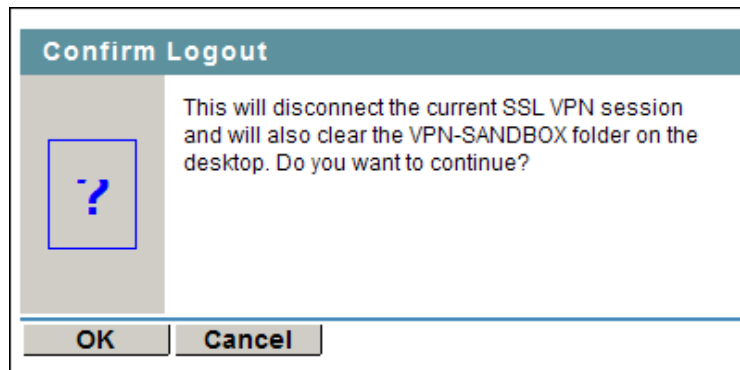 Confirm Logout
This will disconnect the current SSL VPN session
and will also clear the VPN-SANDBOX folder on the
desktop. Do you want to continue?
?
OK Cancel